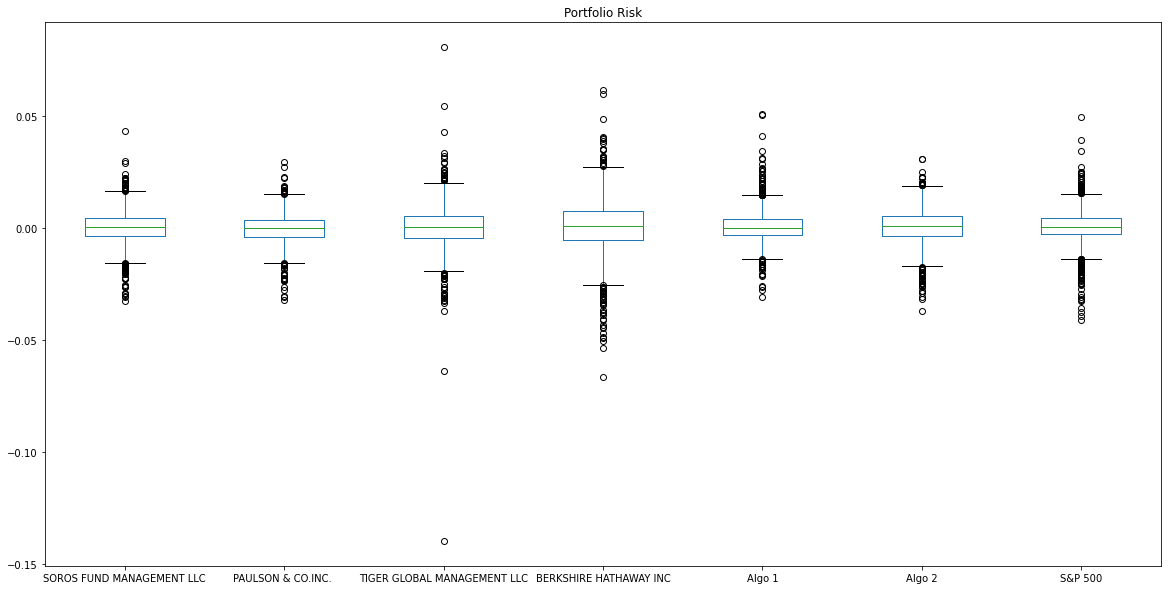 Portfolio Risk
0.05
0.00
−0.05
−0.10
−0.15
SOROS FUND MANAGEMENT LLC
PAULSON & CO.INC.
TIGER GLOBAL MANAGEMENT LLC
BERKSHIRE HATHAWAY INC
Algo 1
Algo 2
S&P 500